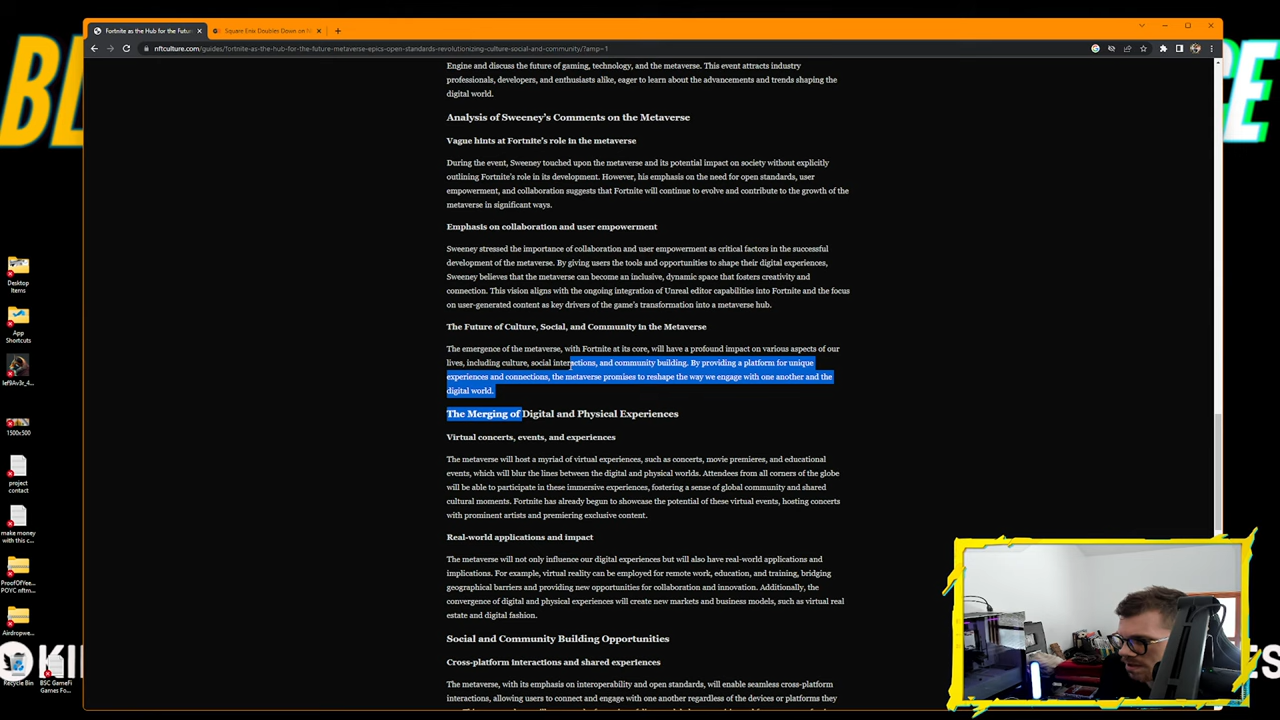 Fortnite as the Hub for the Futur
Square Enix Doubles Down on
nftculture.com/guides/fortnite-as-the-hub-for-the-future-metaverse-epics-open-standards-revolutionizing-culture-social-and-community/?amp=1
Engine and discuss the future of gaming, technology, and the metaverse. This event attracts industry
professionals, developers, and enthusiasts alike, eager to learn about the advancements and trends shaping the
digital world.
Analysis of Sweeney's Comments on the Metaverse
Vague hints at Fortnite's role in the metaverse
During the event, Sweeney touched upon the metaverse and its potential impact on society without explicitly
outlining Fortnite's role in its development. However, his emphasis on the need for open standards, user
empowerment, and collaboration suggests that Fortnite will continue to evolve and contribute to the growth of the
metaverse in significant ways.
Emphasis on collaboration and user empowerment
Sweeney stressed the importance of collaboration and user empowerment as critical factors in the successful
development of the metaverse. By giving users the tools and opportunities to shape their digital experiences,
Sweeney believes that the metaverse can become an inclusive, dynamic space that fosters creativity and
connection. This vision aligns with the ongoing integration of Unreal editor capabilities into Fortnite and the focus
on user-generated content as key drivers of the game's transformation into a metaverse hub.
The Future of Culture, Social, and Community in the Metaverse
The emergence of the metaverse, with Fortnite at its core, will have a profound impact on various aspects of our
lives, including culture, social interactions, and community building. By providing a platform for unique
experiences and connections, the metaverse promises to reshape the way we engage with one another and the
digital world.
The Merging of Digital and Physical Experiences
Virtual concerts, events, and experiences
The metaverse will host a myriad of virtual experiences, such as concerts, movie premieres, and educational
events, which will blur the lines between the digital and physical worlds. Attendees from all corners of the globe
will be able to participate in these immersive experiences, fostering a sense of global community and shared
cultural moments. Fortnite has already begun to showcase the potential of these virtual events, hosting concerts
with prominent artists and premiering exclusive content.
Real-world applications and impact
The metaverse will not only influence our digital experiences but will also have real-world applications and
implications. For example, virtual reality can be employed for remote work, education, and training, bridging
geographical barriers and providing new opportunities for collaboration and innovation. Additionally, the
convergence of digital and physical experiences will create new markets and business models, such as virtual real
estate and digital fashion.
Social and Community Building Opportunities
Cross-platform interactions and shared experiences
The metaverse, with its emphasis on interoperability and open standards, will enable seamless cross-platform
interactions, allowing users to connect and engage with one another regardless of the devices or platforms they
Desktop
Items
App
Shortcuts
lef9a3ez_4...
1500x500
project
contact
make money
with this c...
ProofOfYee...
POYC nftm...
Airdropwe...
Recycle Bin
BSC GameFi
Games Fo...